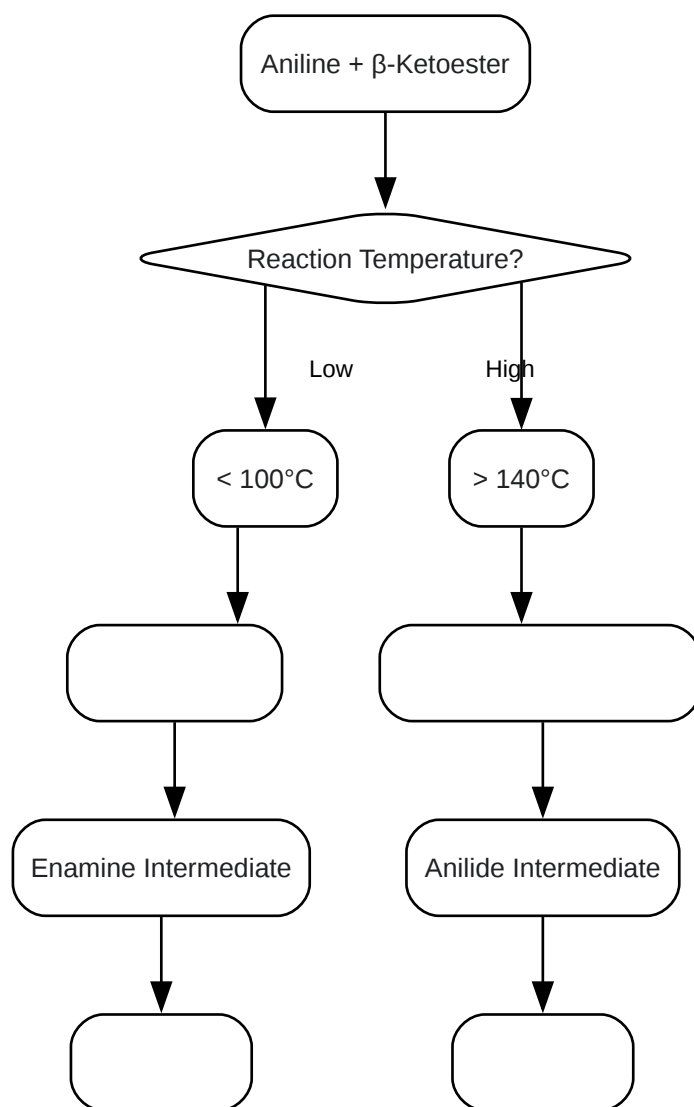 Aniline + β-Ketoester
Reaction Temperature?
Low
High
< 100°C
> 140°C
Enamine Intermediate
Anilide Intermediate